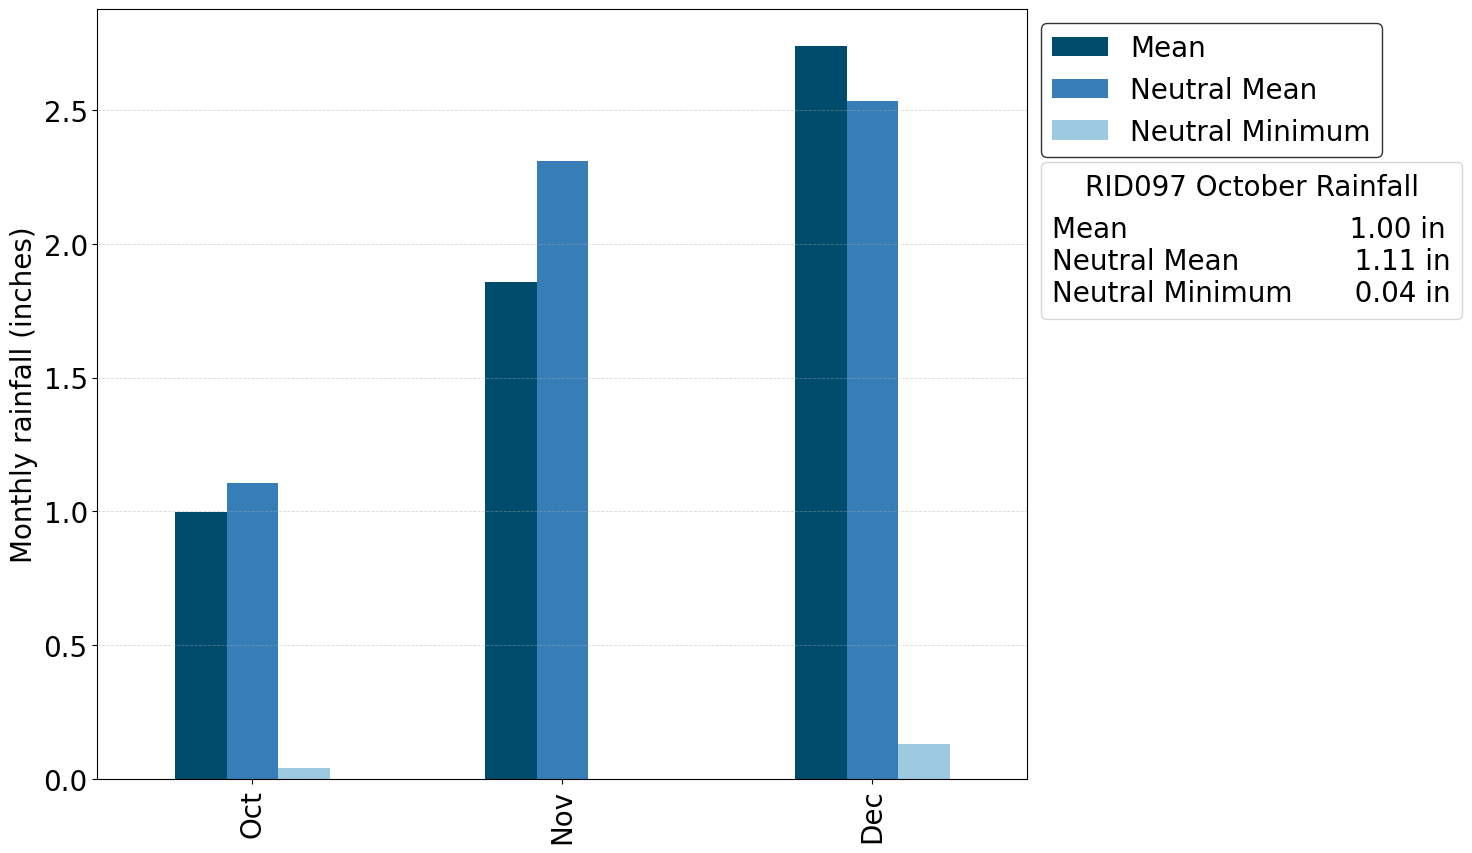 Monthly rainfall (inches)
2.5
2.0
1.5
1.0
0.5
0.0
Oct
Nov
Dec
Mean
Neutral Mean
Neutral Minimum
RID097 October Rainfall
Mean 1.00 in
Neutral Mean 1.11 in
Neutral Minimum 0.04 in